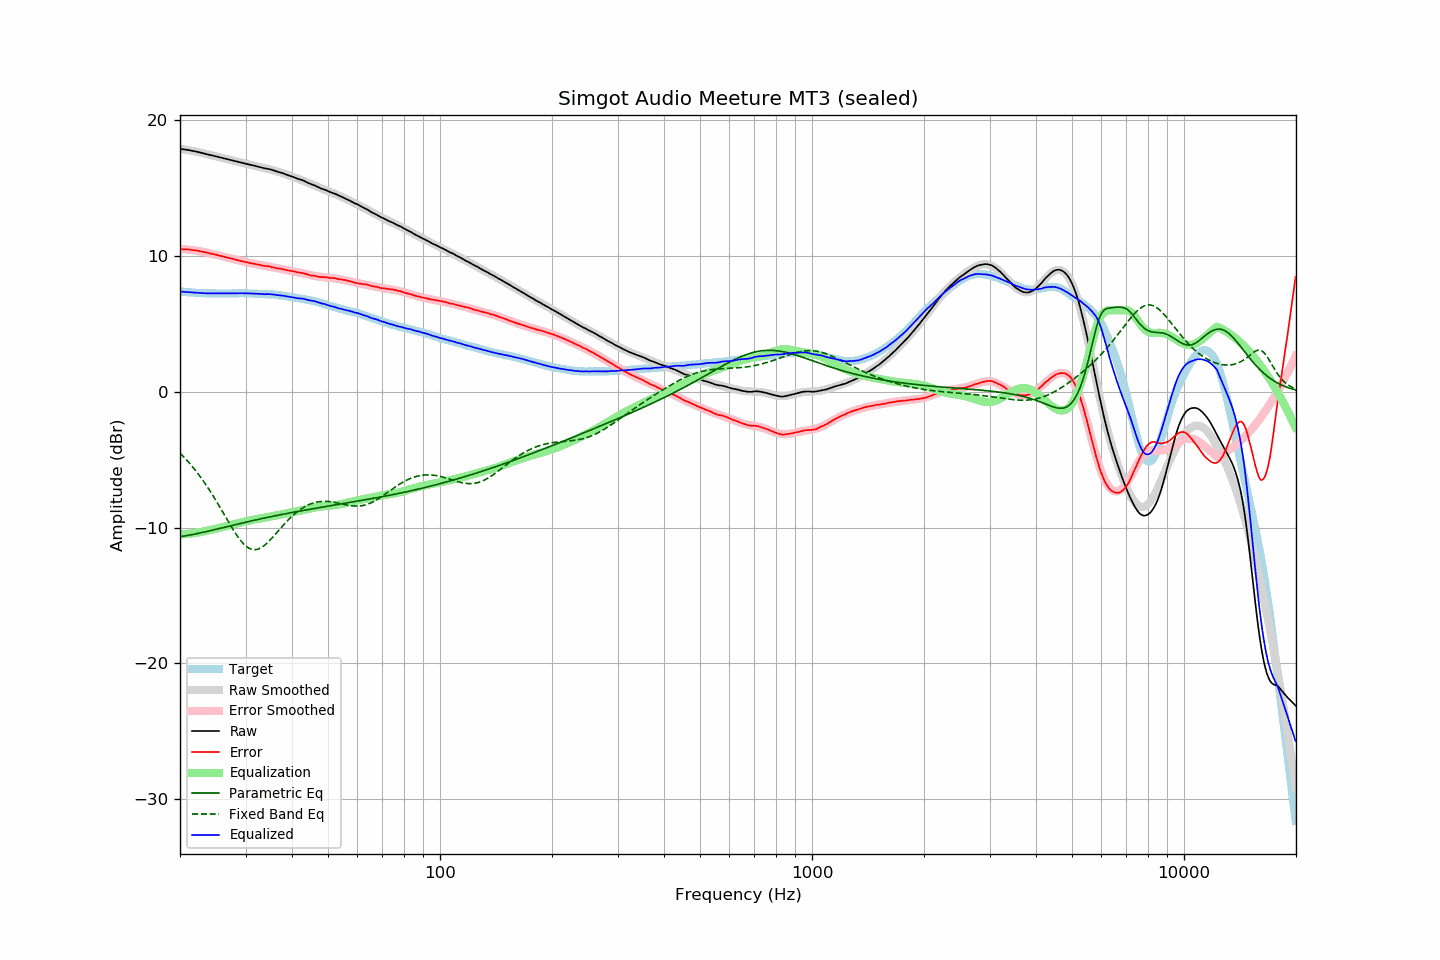 Simgot Audio Meeture MT3 (sealed)
20
10
0
−10
−20
−30
Amplitude (dBr)
Target
Raw Smoothed
Error Smoothed
Raw
Error
Equalization
Parametric Eq
Fixed Band Eq
Equalized
100
1000
10000
Frequency (Hz)